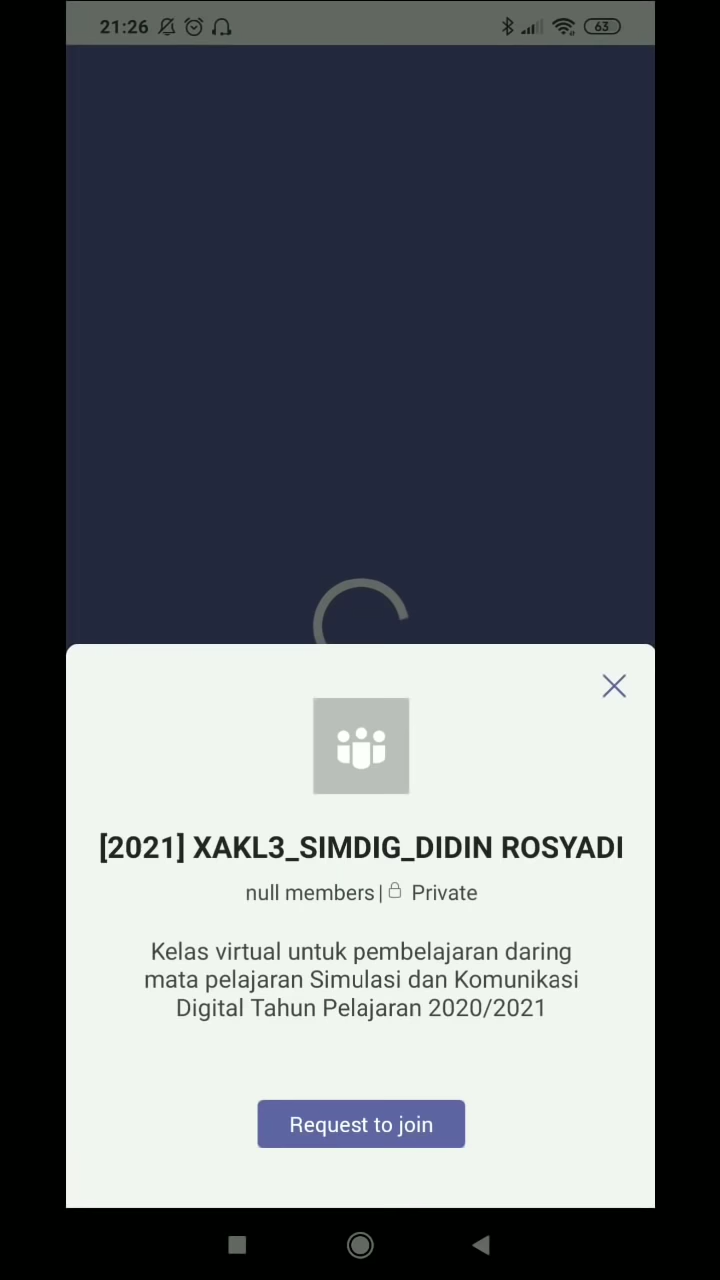 21:26
63
[2021] XAKL3_SIMDIG_DIDIN ROSYADI
null members | Private
Kelas virtual untuk pembelajaran daring
mata pelajaran Simulasi dan Komunikasi
Digital Tahun Pelajaran 2020/2021
Request to join